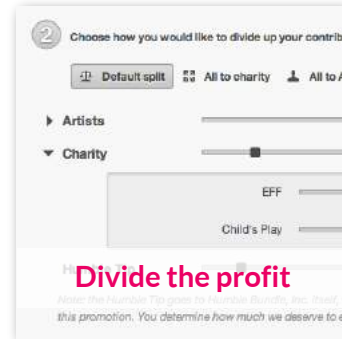 2 Choose how you would like to divide up your contrib
Default split All to charity All to A
Artists
Charity
EFF
Child's Play
Humble Tip
Divide the profit
Note: the Humble Tip goes to Humble Bundle, Inc. itself,
this promotion. You determine how much we deserve to e